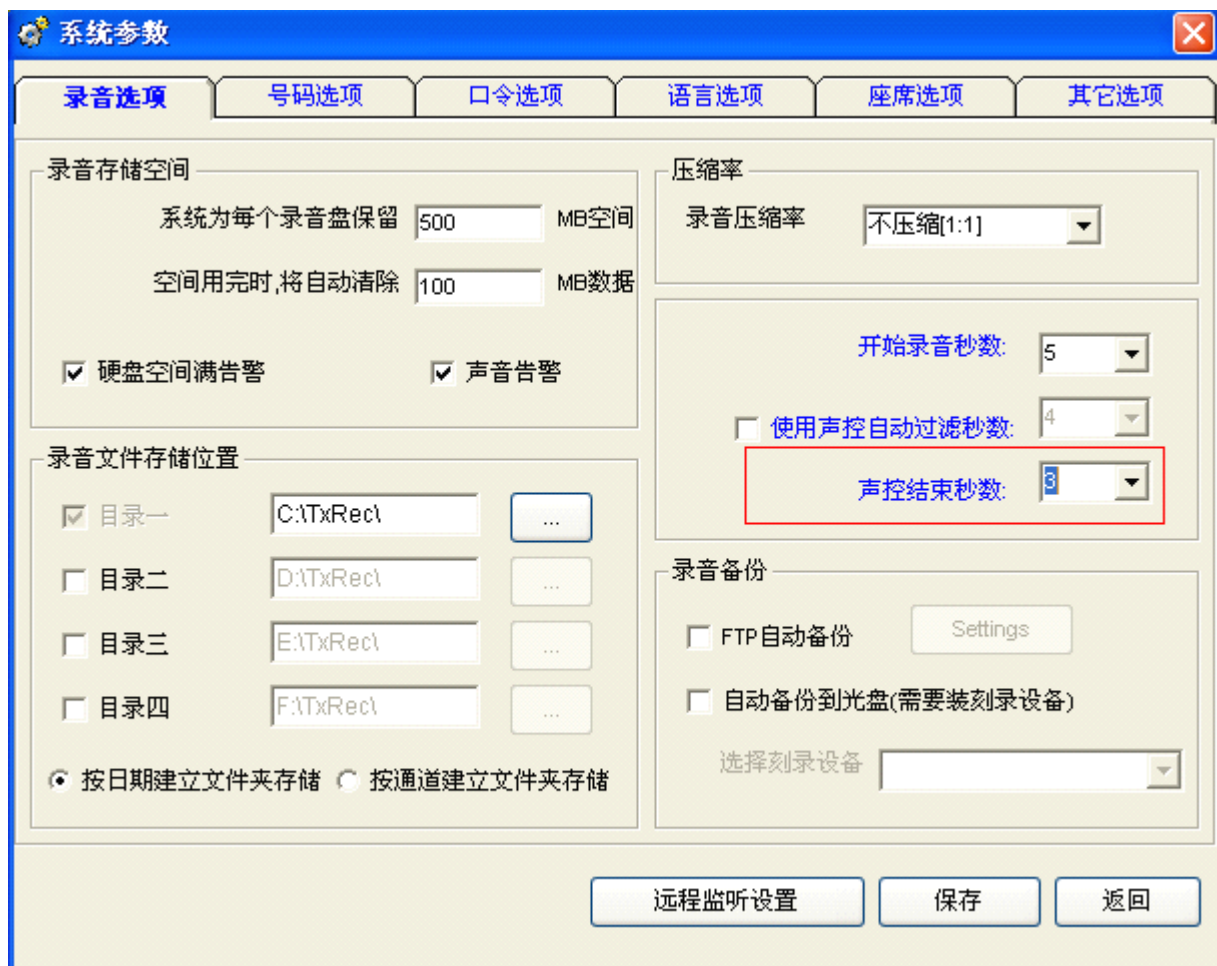 系统参数
录音选项 号码选项 口令选项 语言选项 座席选项 其它选项
录音存储空间
系统为每个录音盘保留 500 MB空间
空间用完时,将自动清除 100 MB数据
硬盘空间满告警 声音告警
录音文件存储位置
目录一 C:\TxRec\ ...
目录二 D:\TxRec\ ...
目录三 E:\TxRec\ ...
目录四 F:\TxRec\ ...
按日期建立文件夹存储 按通道建立文件夹存储
压缩率
录音压缩率 不压缩[1:1]
开始录音秒数: 5
使用声控自动过滤秒数: 4
声控结束秒数: 3
录音备份
FTP自动备份 Settings
自动备份到光盘(需要装刻录设备)
选择刻录设备
远程监听设置 保存 返回